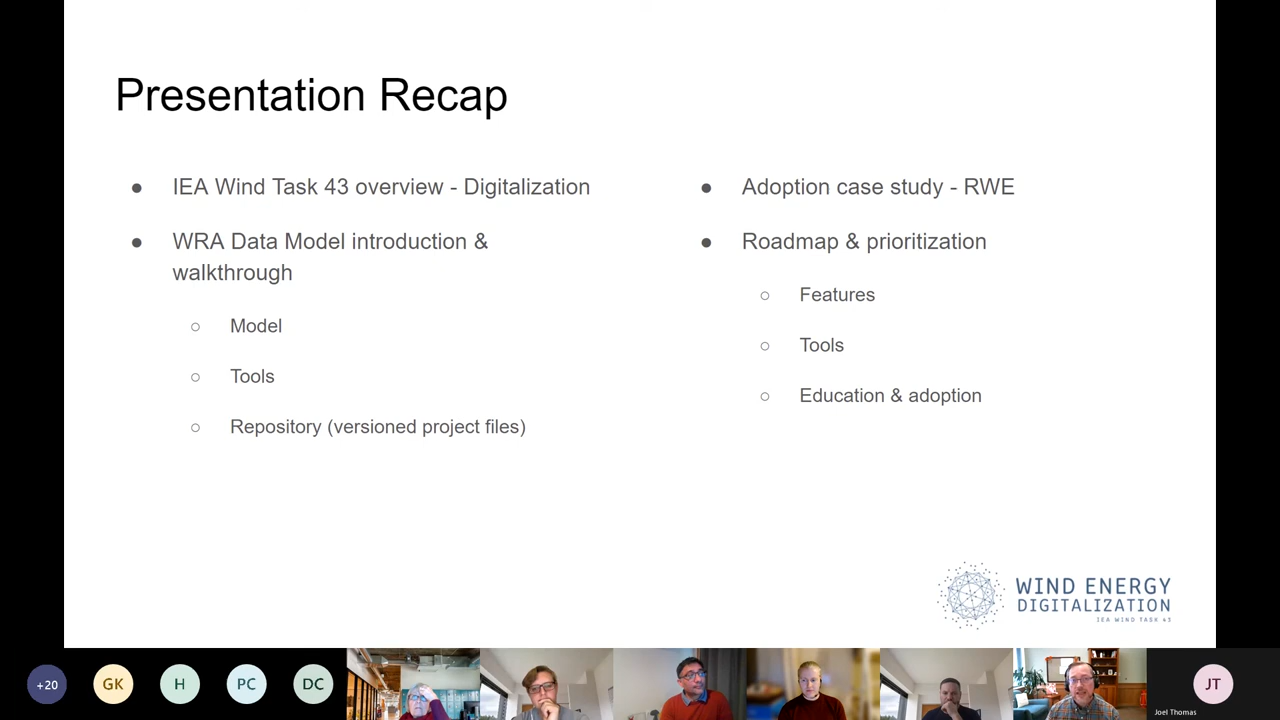 Presentation Recap
IEA Wind Task 43 overview - Digitalization
WRA Data Model introduction &
walkthrough
Model
Tools
Repository (versioned project files)
Adoption case study - RWE
Roadmap & prioritization
Features
Tools
Education & adoption
WIND ENERGY
DIGITALIZATION
IEA WIND TASK 43
+20
GK
H
PC
DC
JT
Joel Thomas